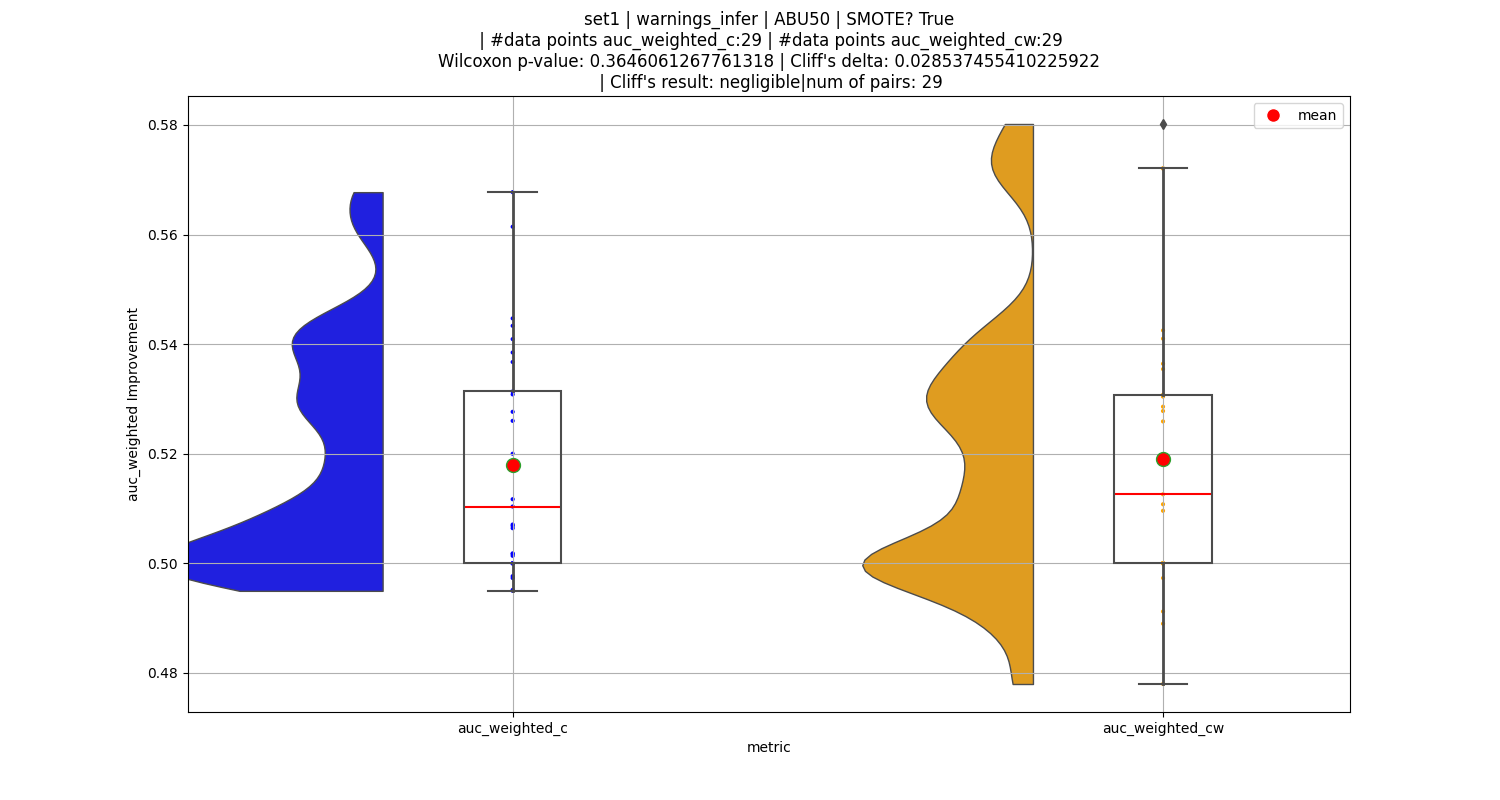 set1 | warnings_infer | ABU50 | SMOTE? True
| #data points auc_weighted_c:29 | #data points auc_weighted_cw:29
Wilcoxon p-value: 0.3646061267761318 | Cliff's delta: 0.028537455410225922
| Cliff's result: negligible|num of pairs: 29
mean
0.58
0.56
0.54
0.52
0.50
0.48
auc_weighted Improvement
auc_weighted_c
auc_weighted_cw
metric